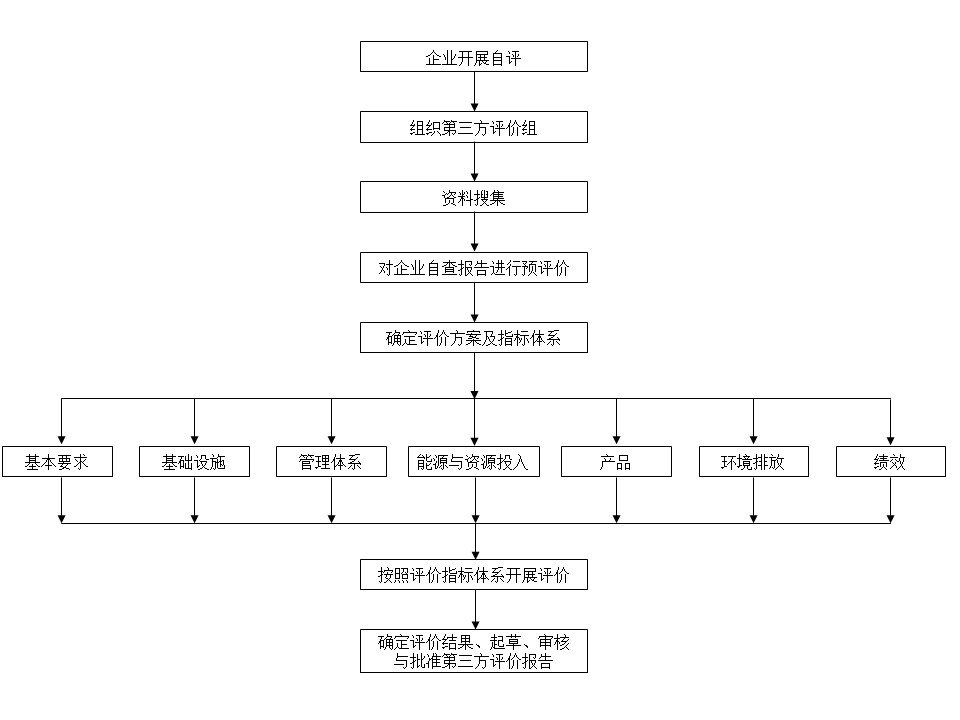 企业开展自评
组织第三方评价组
资料搜集
对企业自查报告进行预评价
确定评价方案及指标体系
基本要求
基础设施
管理体系
能源与资源投入
产品
环境排放
绩效
按照评价指标体系开展评价
确定评价结果、起草、审核
与批准第三方评价报告